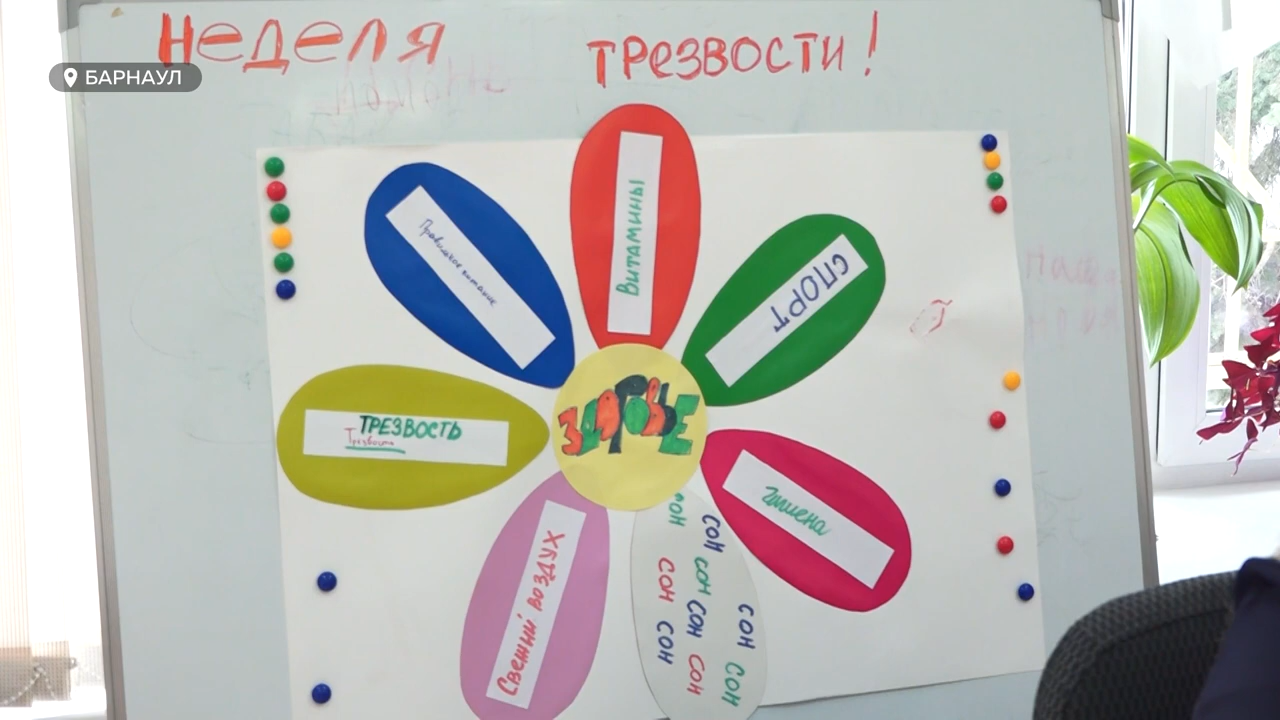 Неделя трезвости!
БАРНАУЛ
Витамины
Правильное питание
СПОРТ
ТРЕЗВОСТЬ
Трезвость
ЗДОРОВЬЕ
Гигиена
Свежий воздух
сон
сон
сон
сон
сон
сон
сон
сон
сон